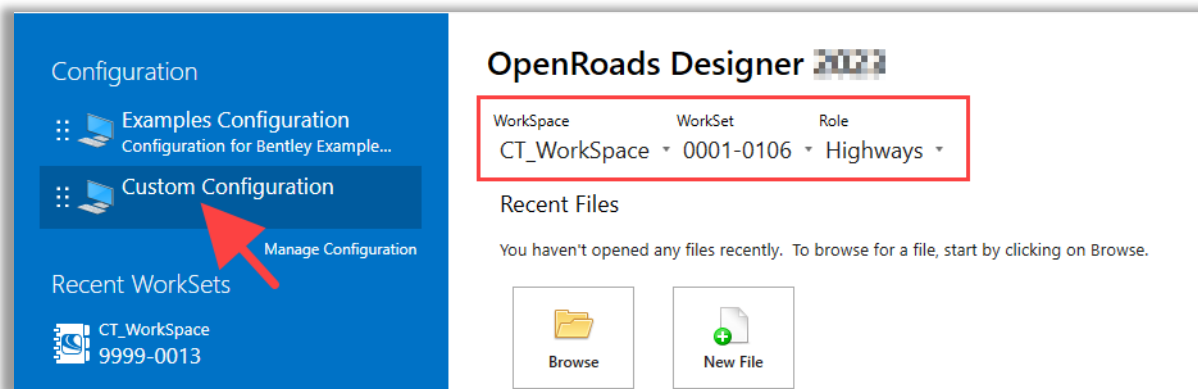 Configuration
Examples Configuration
Configuration for Bentley Example...
Custom Configuration
Manage Configuration
Recent WorkSets
CT_WorkSpace
9999-0013
OpenRoads Designer
WorkSpace WorkSet Role
CT_WorkSpace 0001-0106 Highways
Recent Files
You haven't opened any files recently. To browse for a file, start by clicking on Browse.
Browse New File